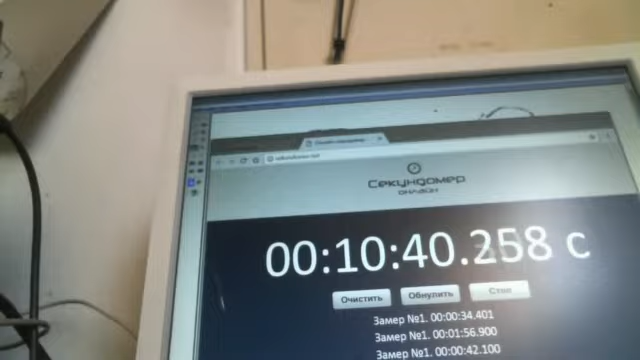 Секундомер
онлайн
00:10:40.258 с
Очистить Обнулить Стоп
Замер №1. 00:00:34.401
Замер №1. 00:01:56.900
Замер №1. 00:00:42.100